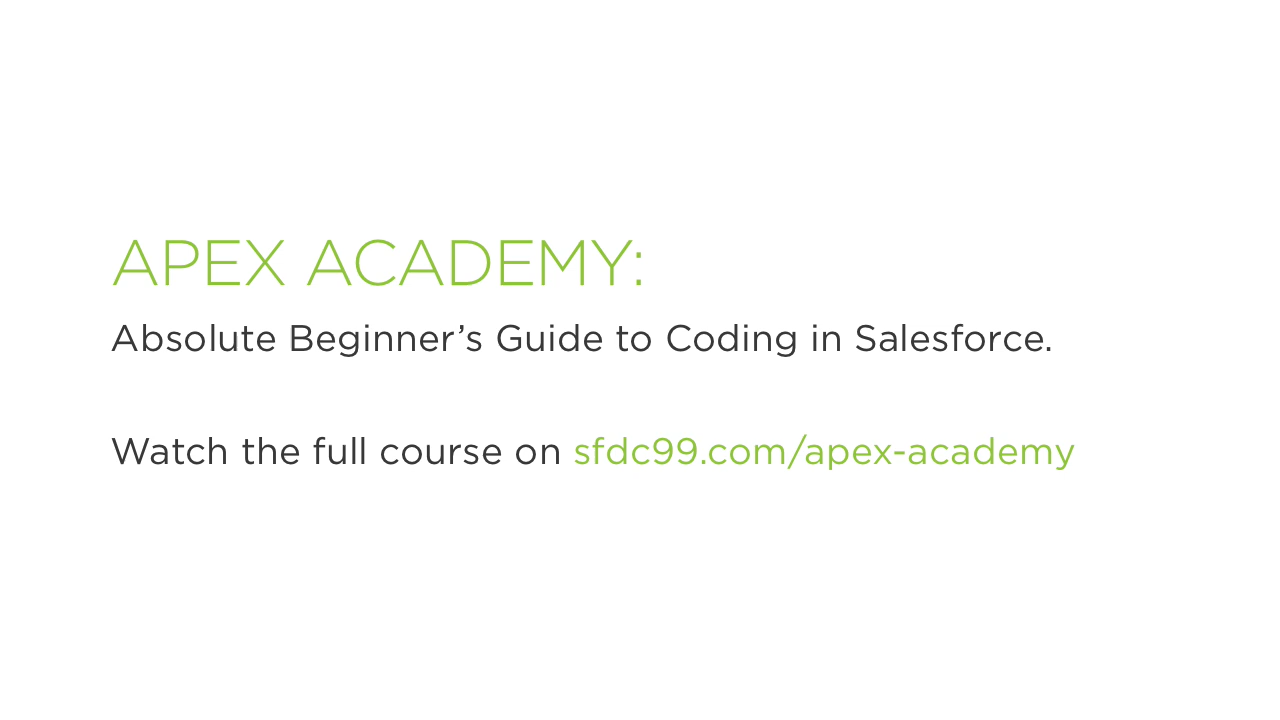 APEX ACADEMY:
Absolute Beginner’s Guide to Coding in Salesforce.
Watch the full course on sfdc99.com/apex-academy